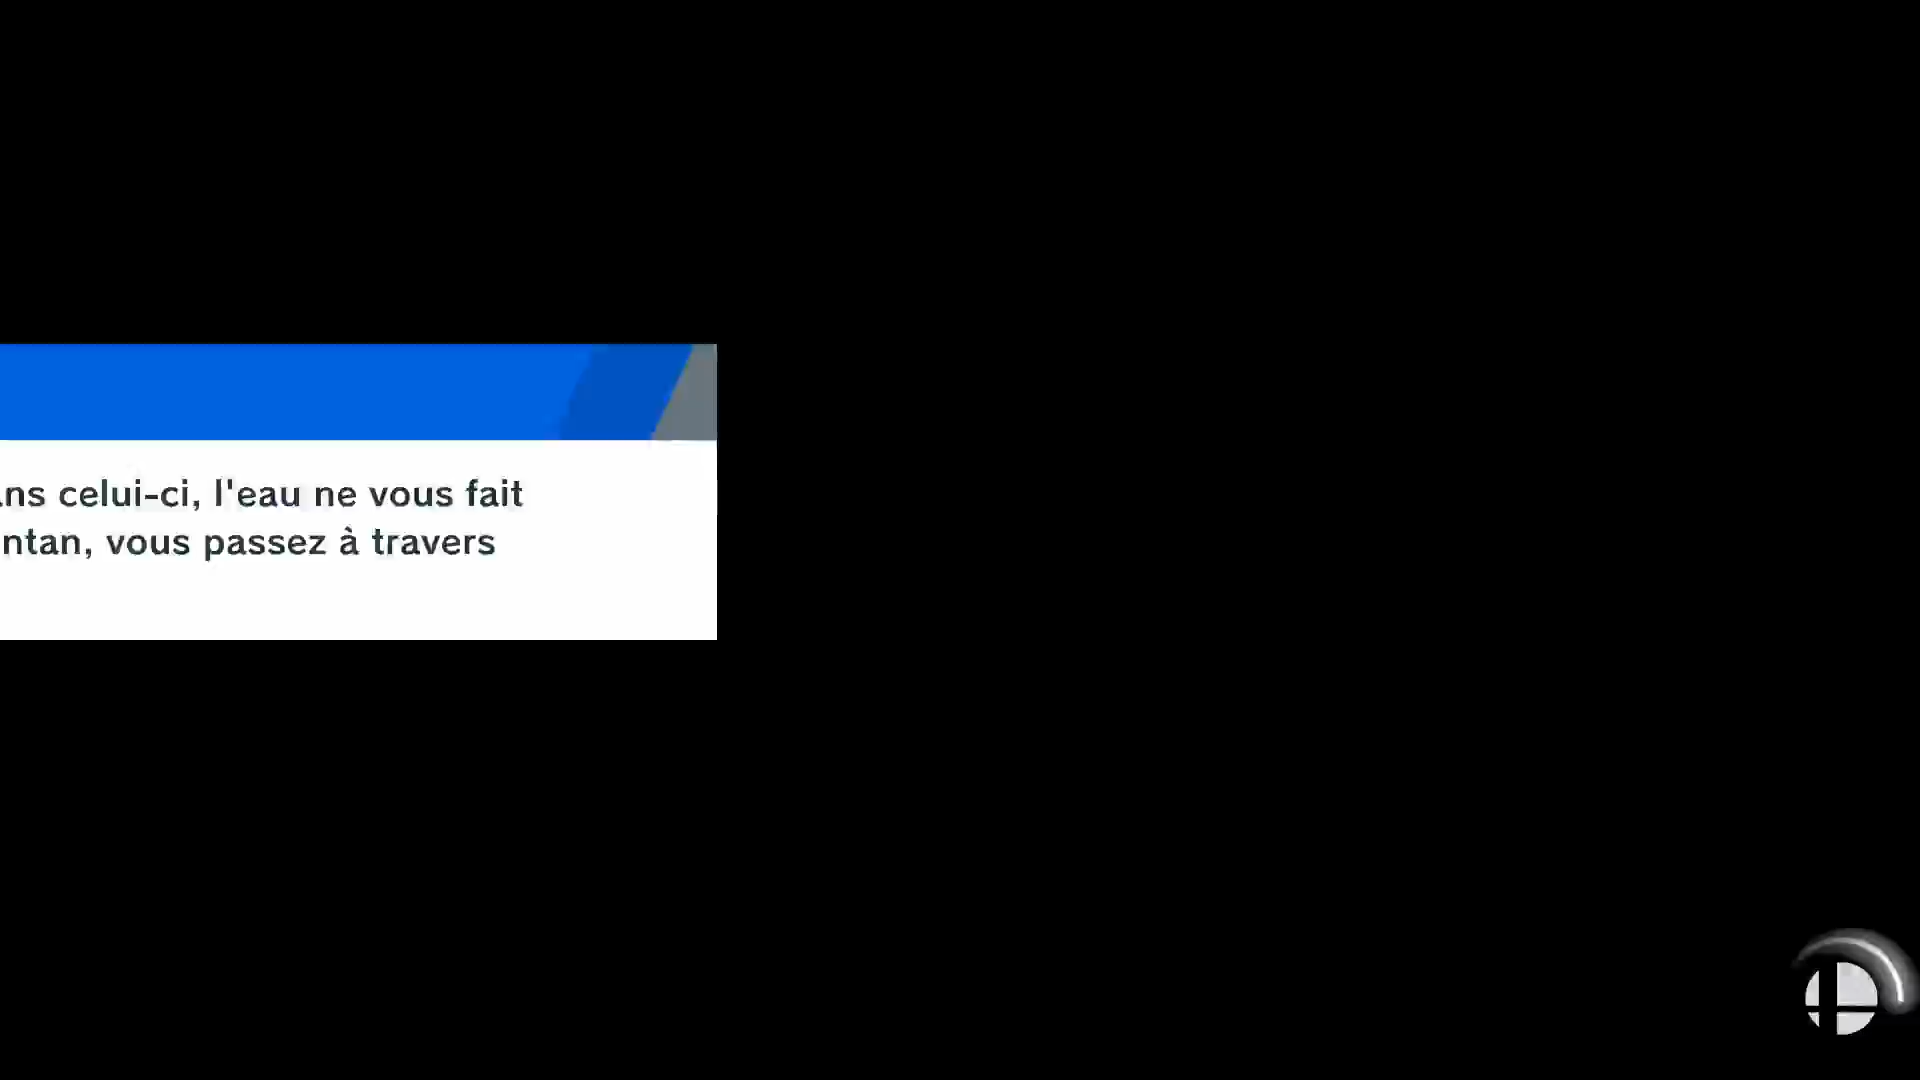 ns celui-ci, l'eau ne vous fait
ntan, vous passez à travers